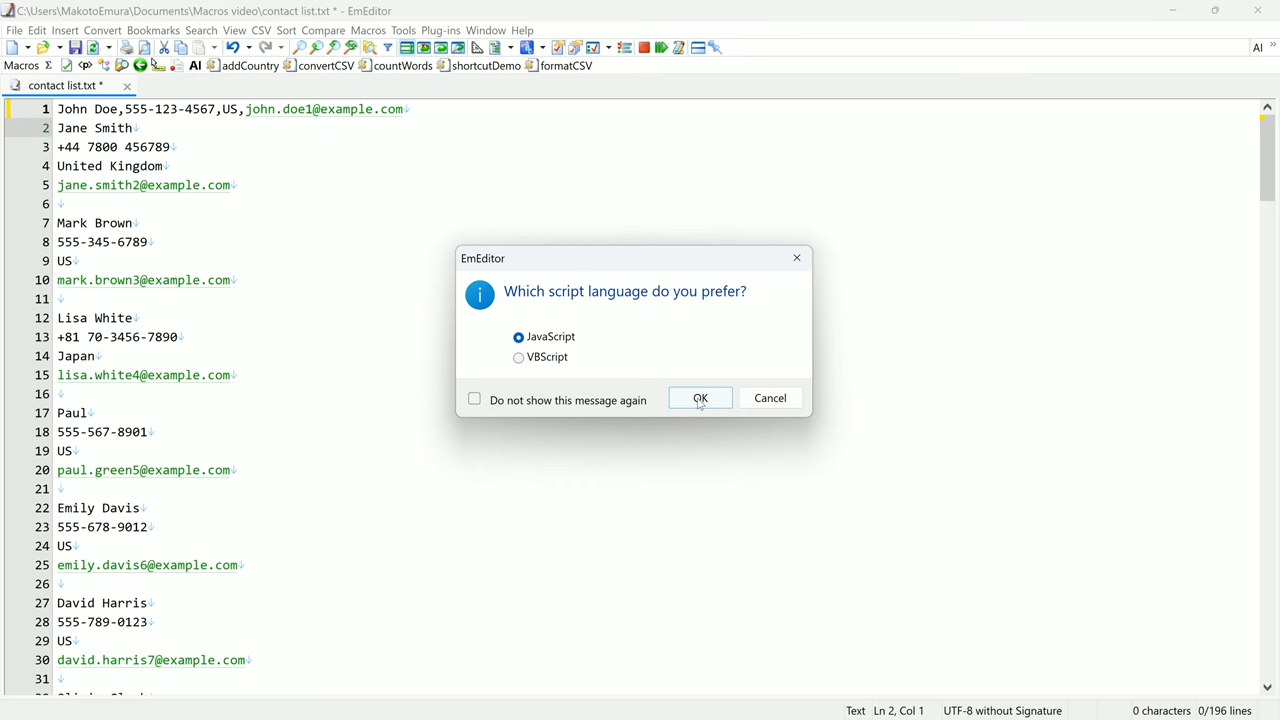 C:\Users\MakotoEmura\Documents\Macros video\contact list.txt * - EmEditor
File Edit Insert Convert Bookmarks Search View CSV Sort Compare Macros Tools Plug-ins Window Help
AI
Macros Σ AI addCountry convertCSV countWords shortcutDemo formatCSV
contact list.txt *
1 John Doe,555-123-4567,US,john.doe1@example.com↓
2 Jane Smith↓
3 +44 7800 456789↓
4 United Kingdom↓
5 jane.smith2@example.com↓
6 ↓
7 Mark Brown↓
8 555-345-6789↓
9 US↓
10 mark.brown3@example.com↓
11 ↓
12 Lisa White↓
13 +81 70-3456-7890↓
14 Japan↓
15 lisa.white4@example.com↓
16 ↓
17 Paul↓
18 555-567-8901↓
19 US↓
20 paul.green5@example.com↓
21 ↓
22 Emily Davis↓
23 555-678-9012↓
24 US↓
25 emily.davis6@example.com↓
26 ↓
27 David Harris↓
28 555-789-0123↓
29 US↓
30 david.harris7@example.com↓
31 ↓
EmEditor
Which script language do you prefer?
JavaScript
VBScript
Do not show this message again
OK
Cancel
Text Ln 2, Col 1 UTF-8 without Signature 0 characters 0/196 lines